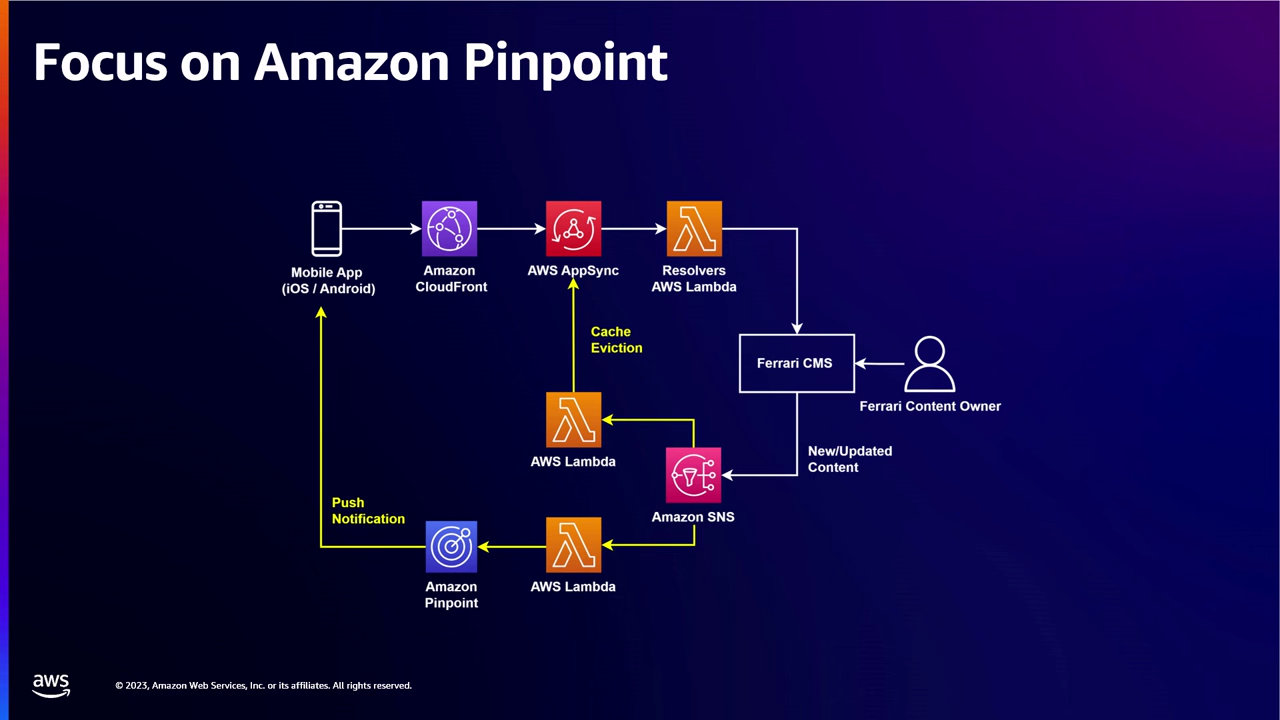 Focus on Amazon Pinpoint
Mobile App
(iOS / Android)
Amazon
CloudFront
AWS AppSync
Resolvers
AWS Lambda
Cache
Eviction
Ferrari CMS
Ferrari Content Owner
AWS Lambda
New/Updated
Content
Push
Notification
Amazon SNS
Amazon
Pinpoint
AWS Lambda
aws
© 2023, Amazon Web Services, Inc. or its affiliates. All rights reserved.